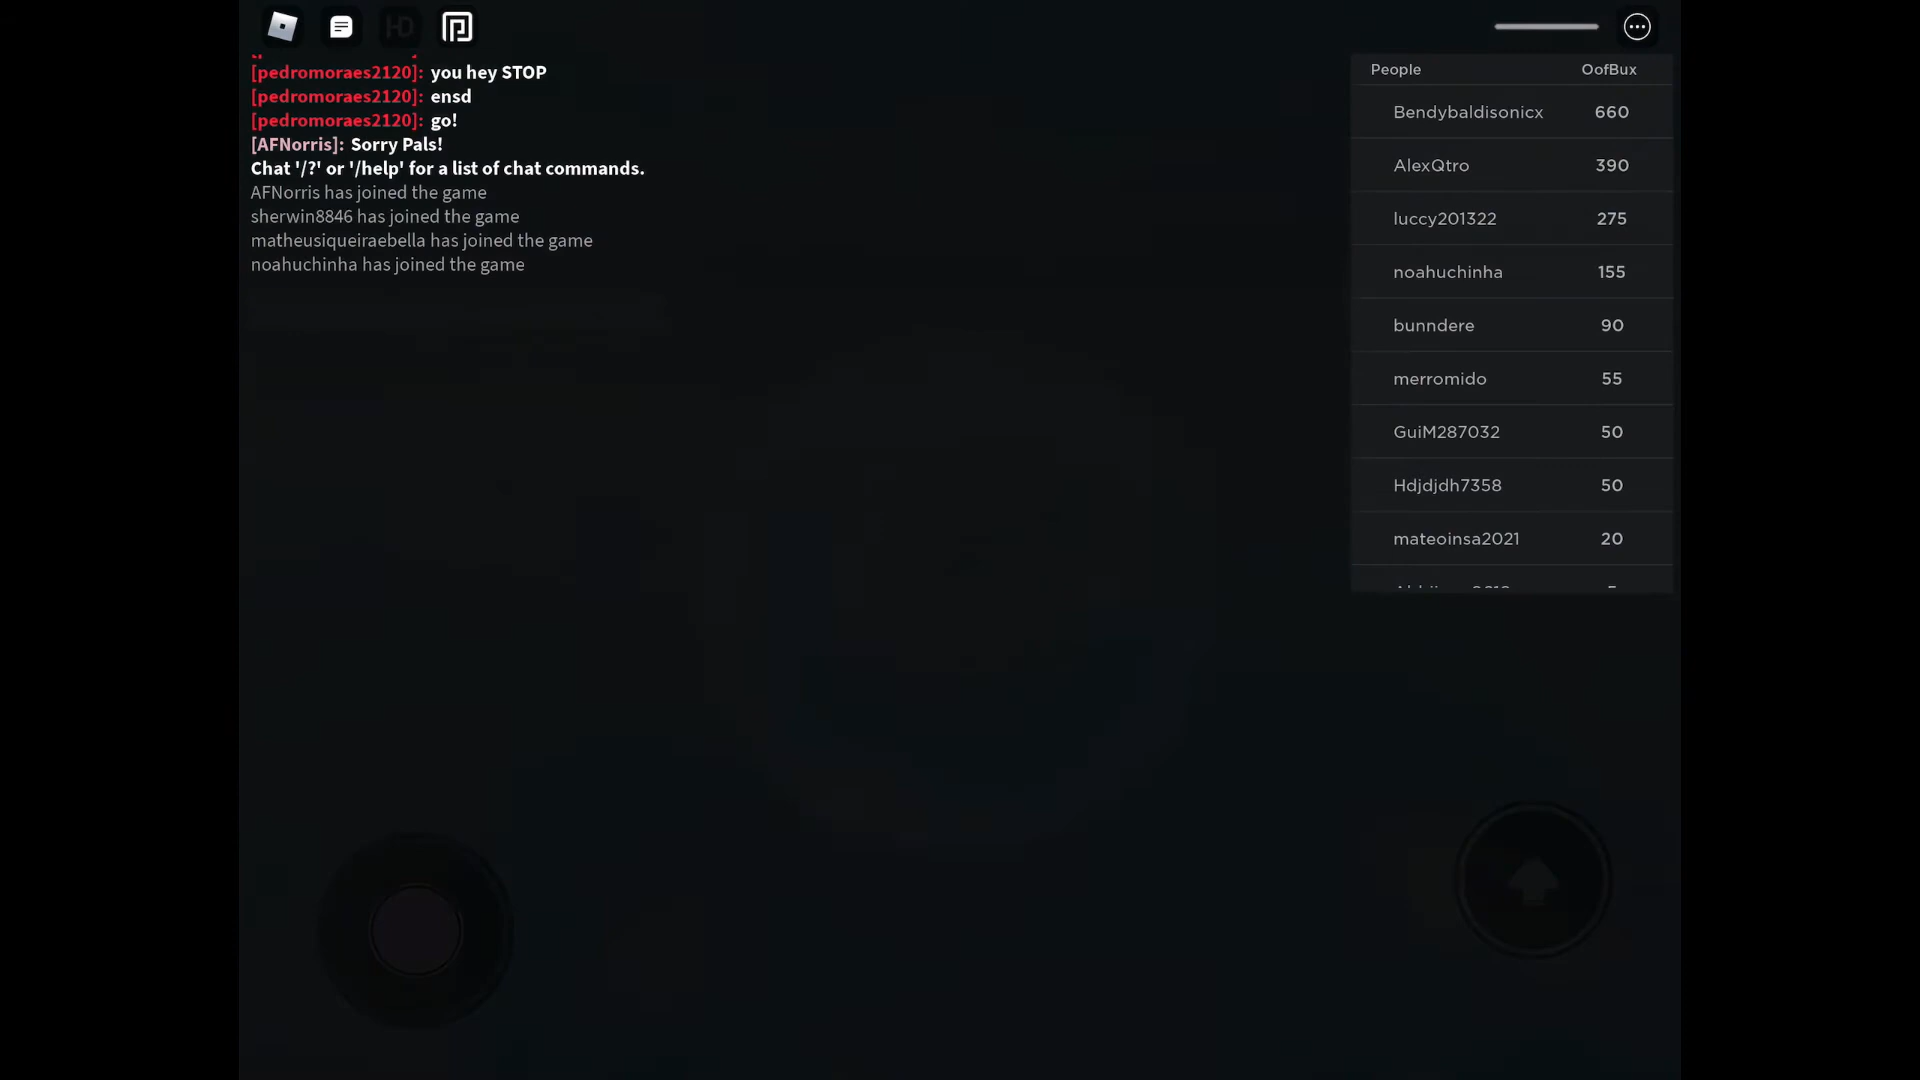 [pedromoraes2120]: you hey STOP
[pedromoraes2120]: ensd
[pedromoraes2120]: go!
[AFNorris]: Sorry Pals!
Chat '/?' or '/help' for a list of chat commands.
AFNorris has joined the game
sherwin8846 has joined the game
matheusiqueiraebella has joined the game
noahuchinha has joined the game
People OofBux
Bendybaldisonicx 660
AlexQtro 390
luccy201322 275
noahuchinha 155
bunndere 90
merromido 55
GuiM287032 50
Hdjdjdh7358 50
mateoinsa2021 20